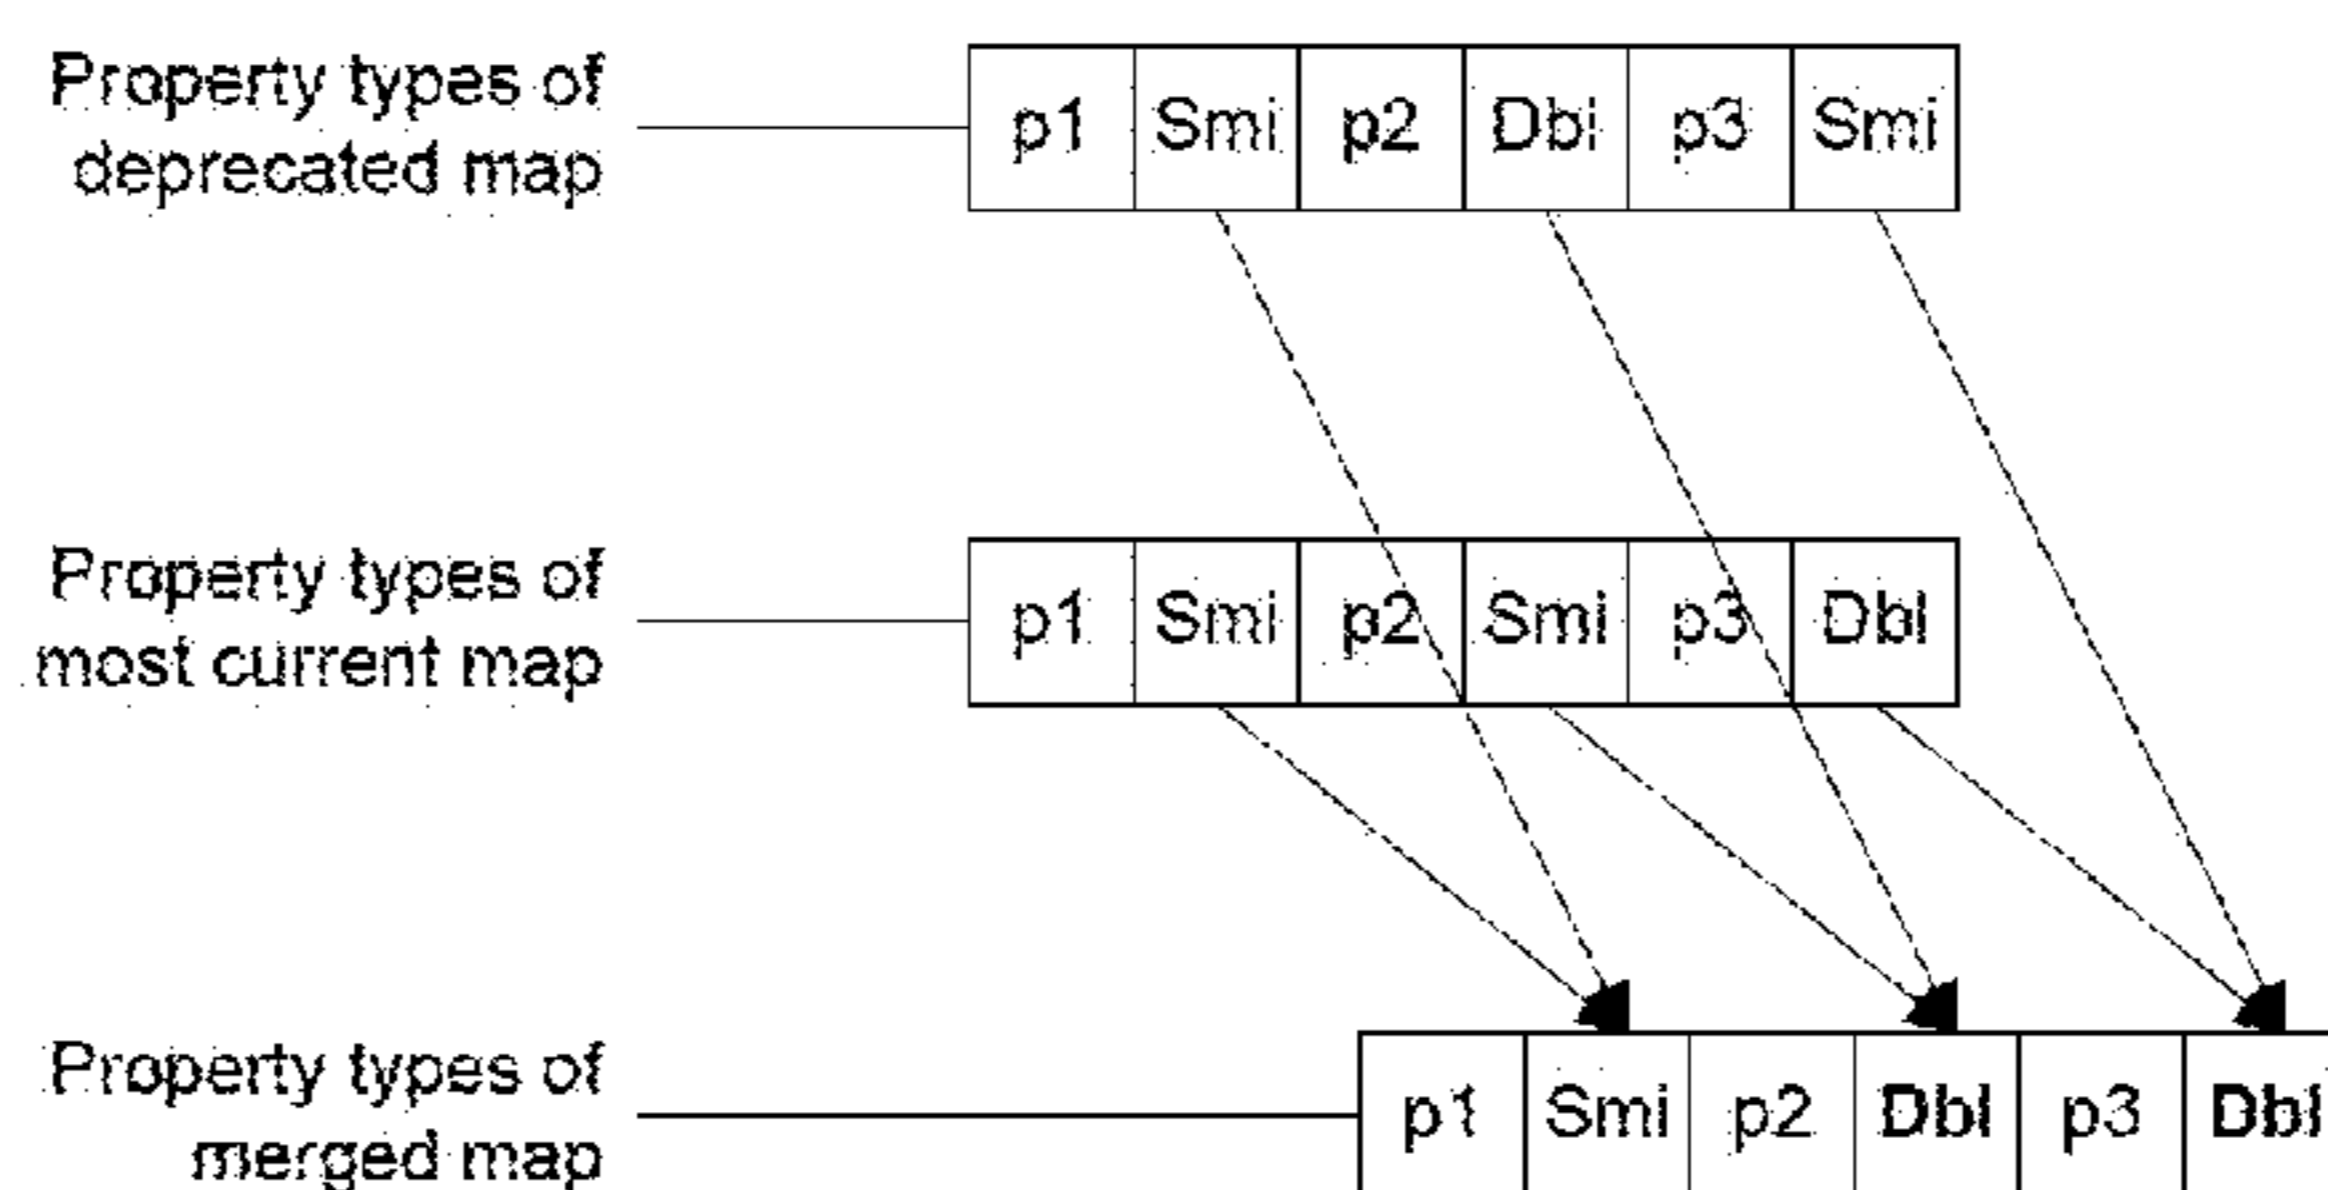 Property types of
deprecated map
p1 Smi p2 Dbl p3 Smi
Property types of
most current map
p1 Smi p2 Smi p3 Dbl
Property types of
merged map
p1 Smi p2 Dbl p3 Dbl